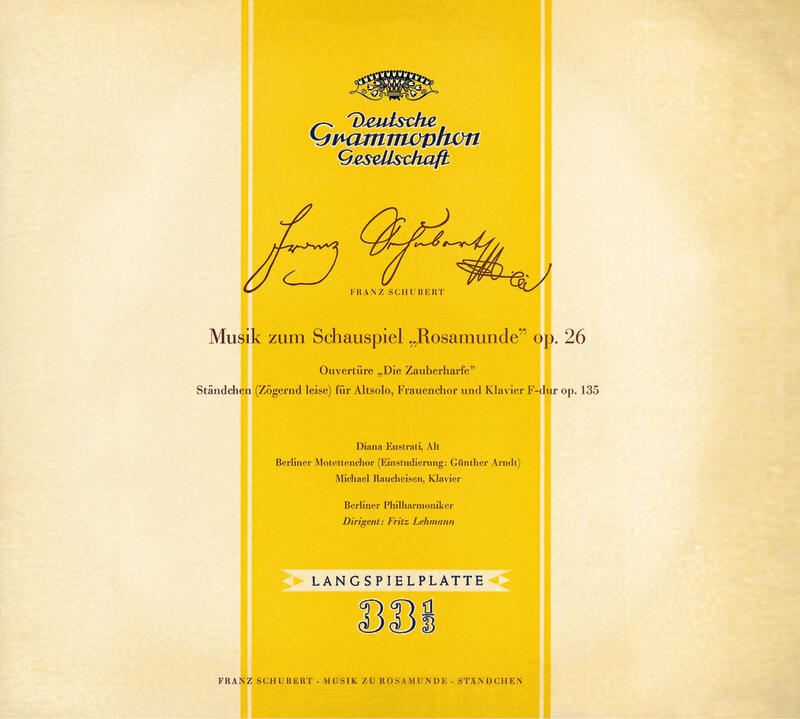 Deutsche
Grammophon
Gesellschaft
Franz Schubert
FRANZ SCHUBERT
Musik zum Schauspiel „Rosamunde” op. 26
Ouvertüre „Die Zauberharfe”
Ständchen (Zögernd leise) für Altsolo, Frauenchor und Klavier F-dur op. 135
Diana Eustrati, Alt
Berliner Motettenchor (Einstudierung: Günther Arndt)
Michael Raucheisen, Klavier
Berliner Philharmoniker
Dirigent: Fritz Lehmann
LANGSPIELPLATTE
33 1/3
FRANZ SCHUBERT - MUSIK ZU ROSAMUNDE - STÄNDCHEN